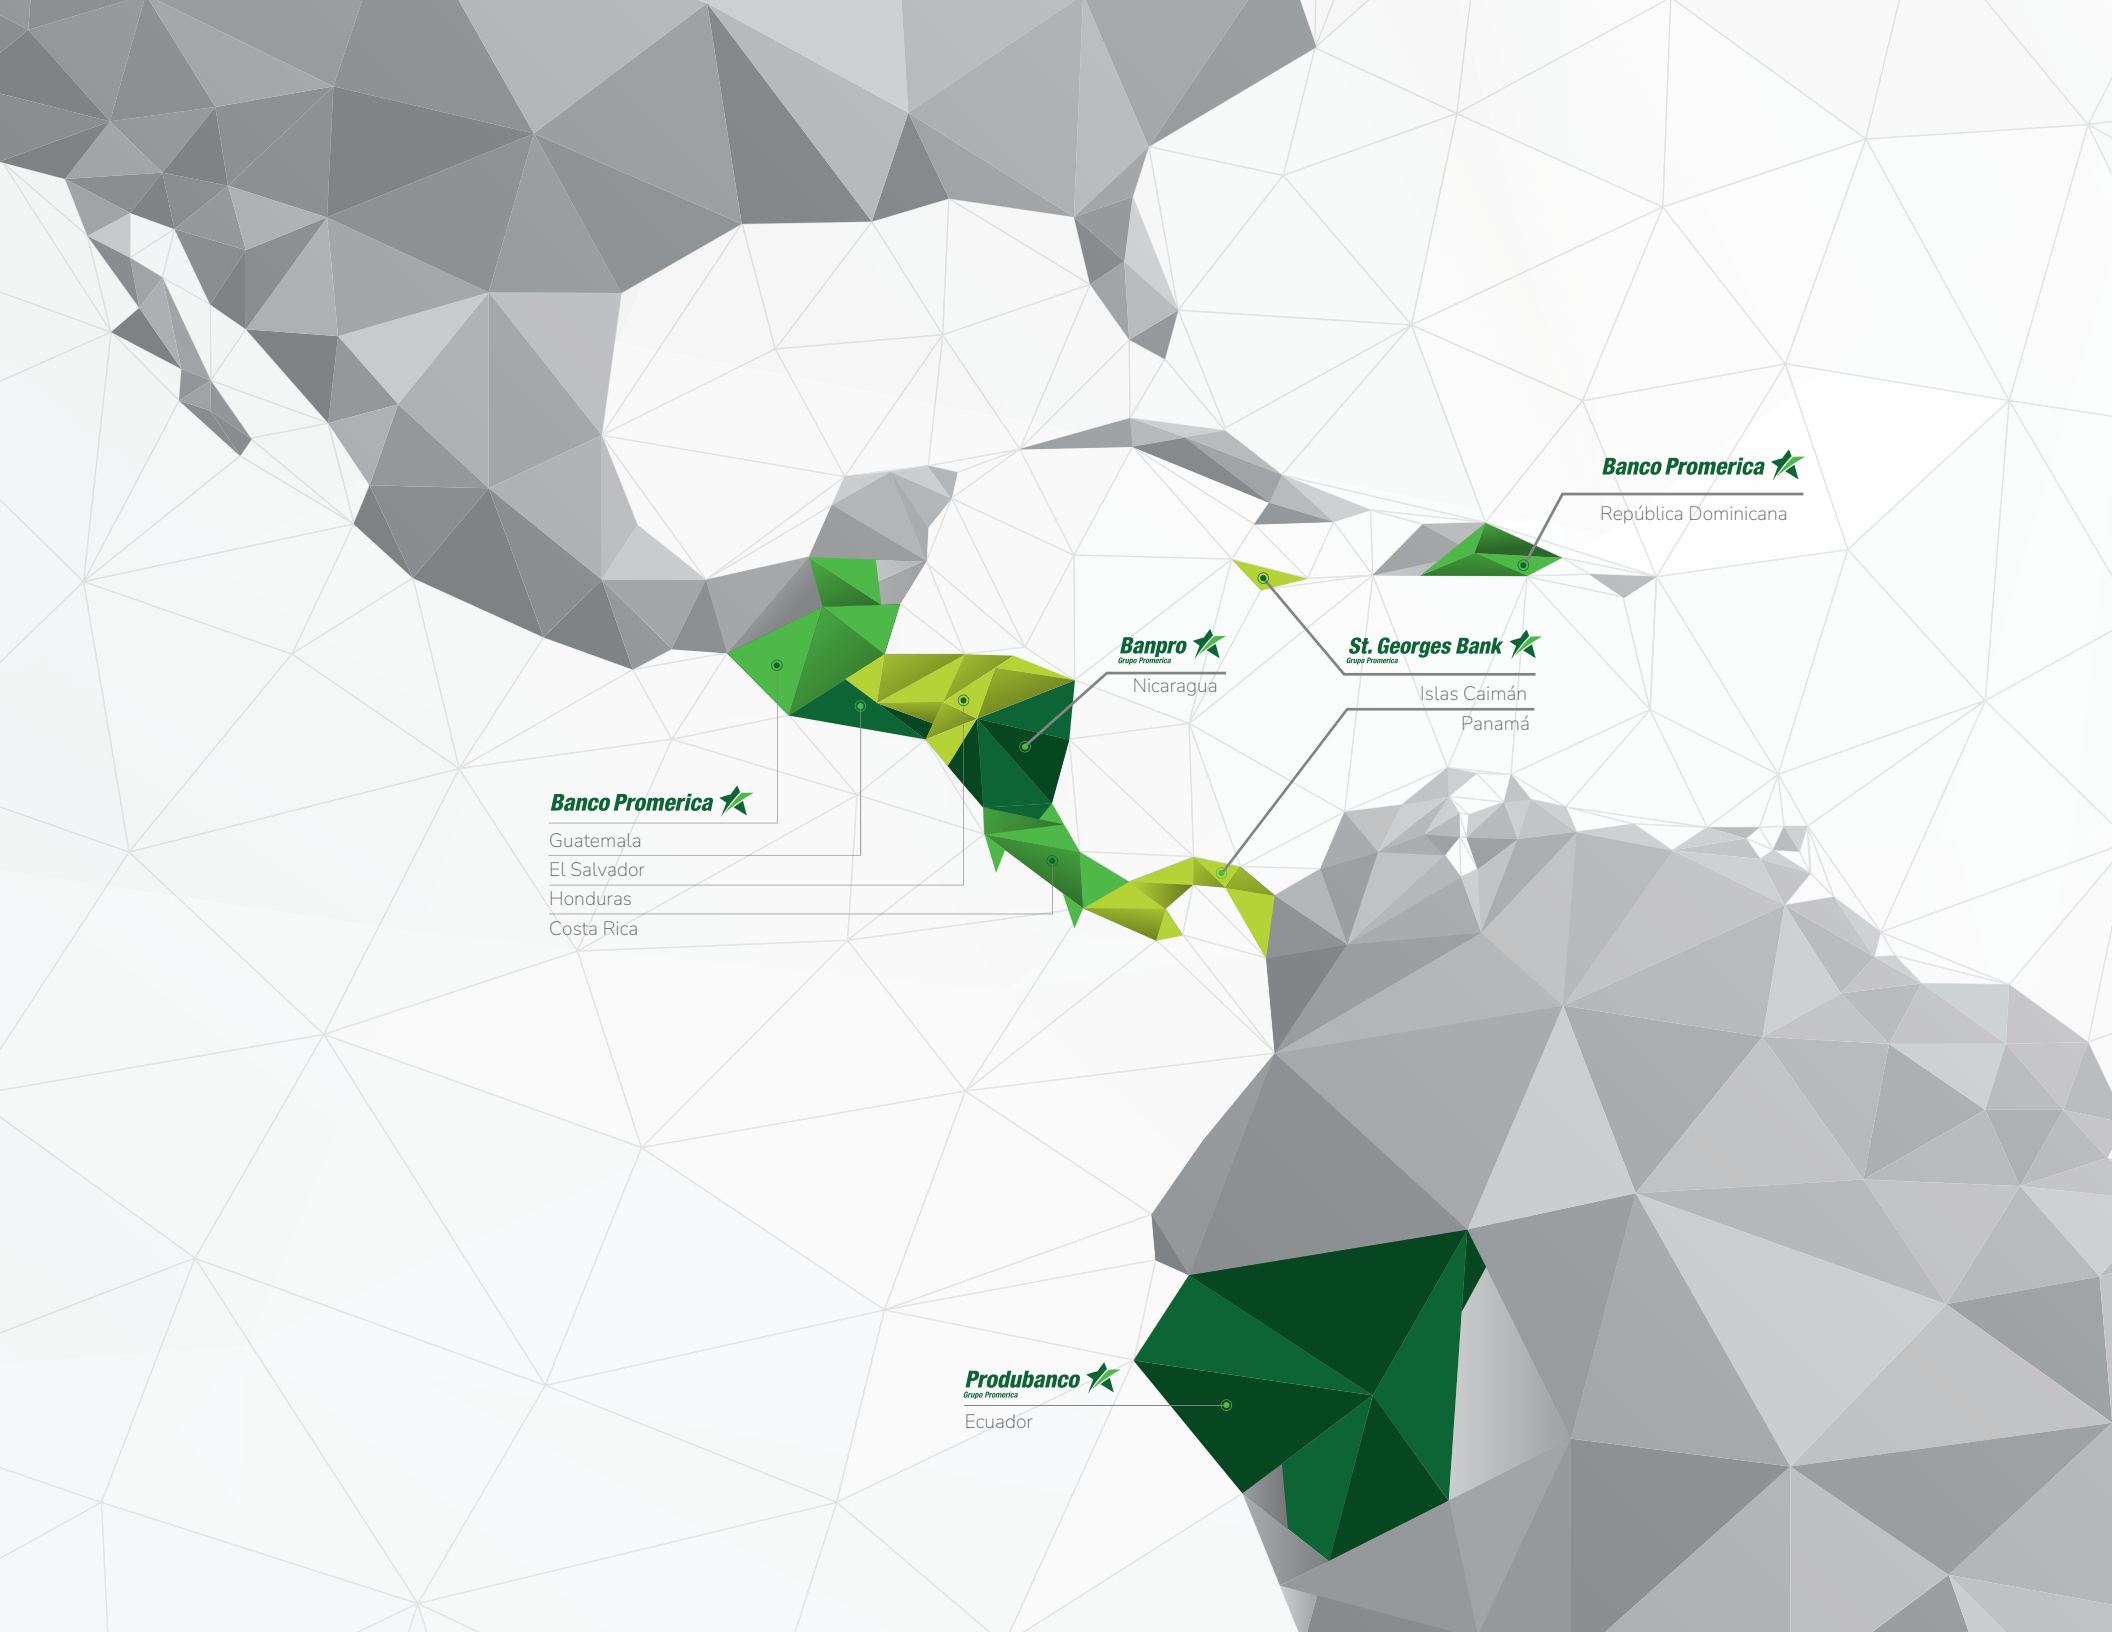 Banco Promerica
República Dominicana
Banpro
Grupo Promerica
Nicaragua
St. Georges Bank
Grupo Promerica
Islas Caimán
Panamá
Banco Promerica
Guatemala
El Salvador
Honduras
Costa Rica
Produbanco
Grupo Promerica
Ecuador